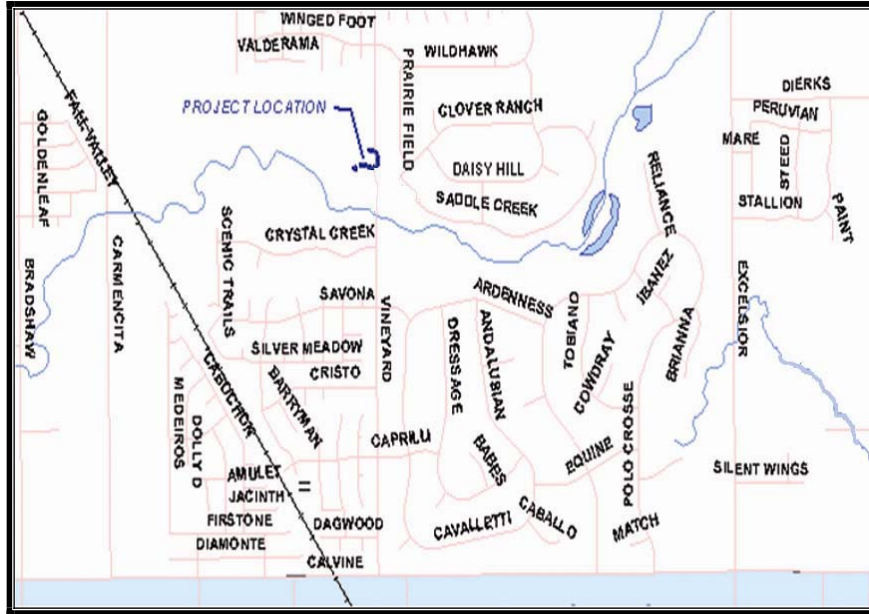 WINGED FOOT
VALDERAMA
WILDHAWK
PRAIRIE FIELD
DIERKS
PROJECT LOCATION
CLOVER RANCH
PERUVIAN
FALL VALLEY
GOLDENLEAF
MARE
STEED
DAISY HILL
RELIANCE
SADDLE CREEK
STALLION
PAINT
SCENIC TRAILS
CRYSTAL CREEK
BRADSHAW
CARMENCITA
EXCELSIOR
IBANEZ
SAVONA
ARDENNESS
VINEYARD
TOBIANO
BRIANNA
DRESSAGE
ANDALUSIAN
SILVER MEADOW
CRISTO
COWDRAY
CABOCHON
BARRYMAN
MEDEIROS
DOLLY D
POLO CROSSE
CAPRILLI
BABES
EQUINE
SILENT WINGS
AMULET
JACINTH
CABALLO
FIRSTONE
DAGWOOD
CAVALLETTI
MATCH
DIAMONTE
CALVINE